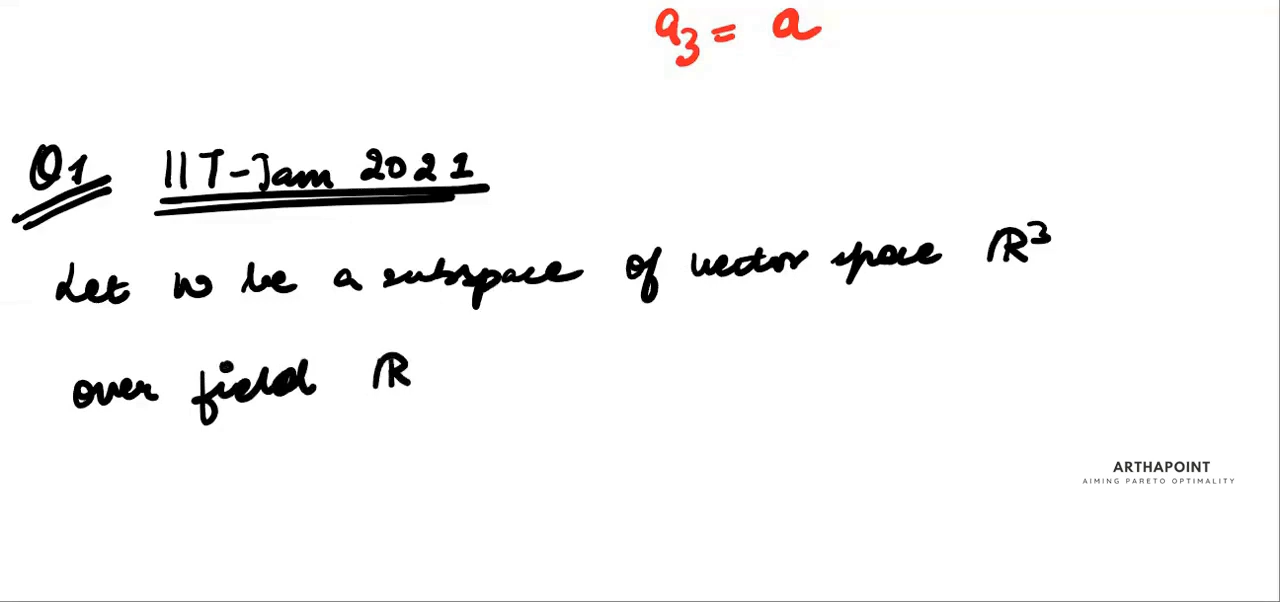 a₃ = a
Q1 IIT-Jam 2021
Let W be a subspace of vector space ℝ³
over field ℝ
ARTHAPOINT
AIMING PARETO OPTIMALITY